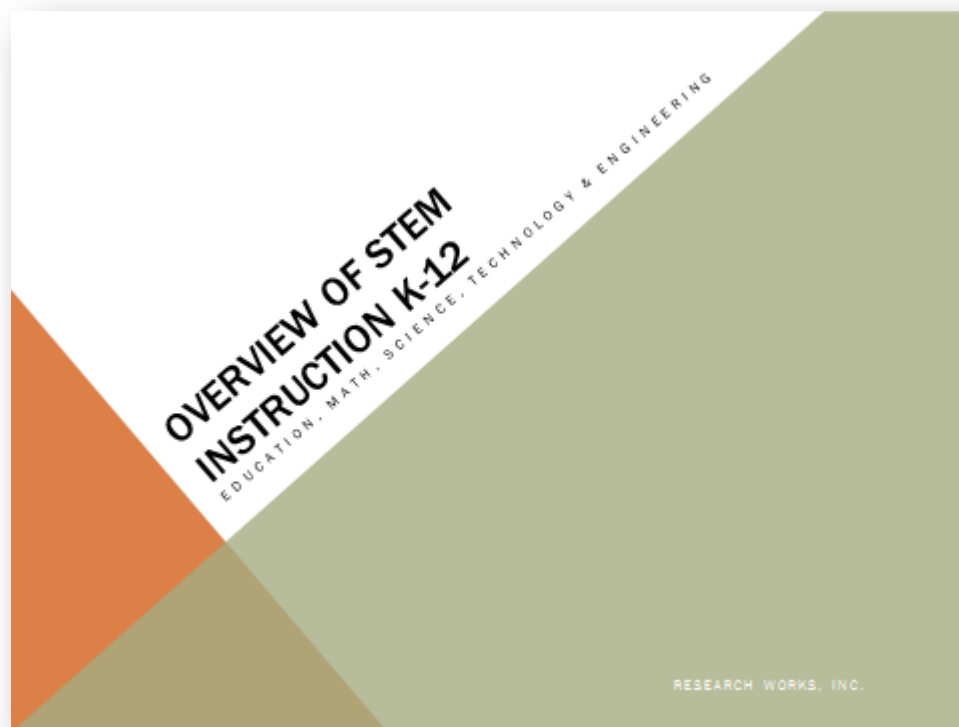 OVERVIEW OF STEM
INSTRUCTION K-12
EDUCATION, MATH, SCIENCE, TECHNOLOGY & ENGINEERING
RESEARCH WORKS, INC.